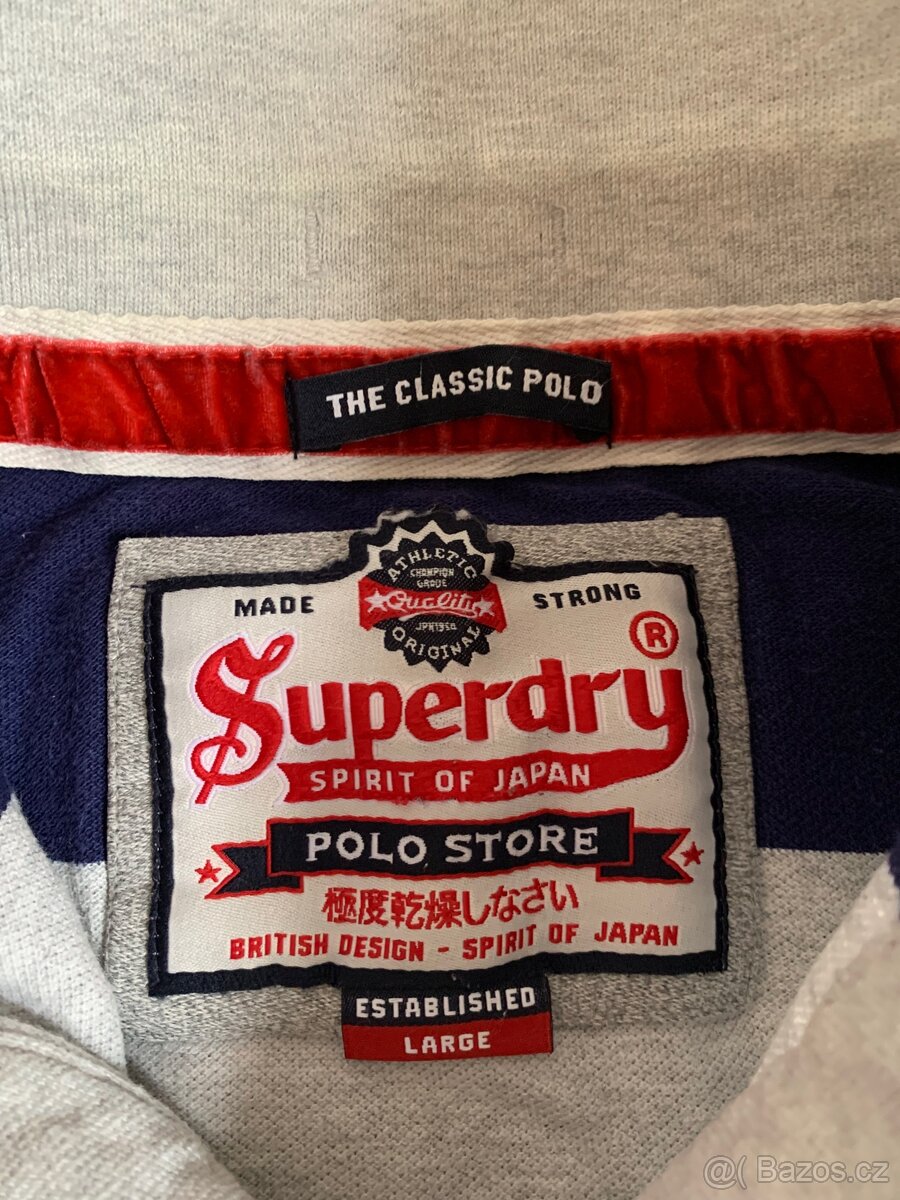 THE CLASSIC POLO
ATHLETIC
CHAMPION
GRADE
MADE
Quality
STRONG
JPN1950
ORIGINAL
Superdry®
SPIRIT OF JAPAN
POLO STORE
極度乾燥しなさい
BRITISH DESIGN - SPIRIT OF JAPAN
ESTABLISHED
LARGE
@( Bazos.cz